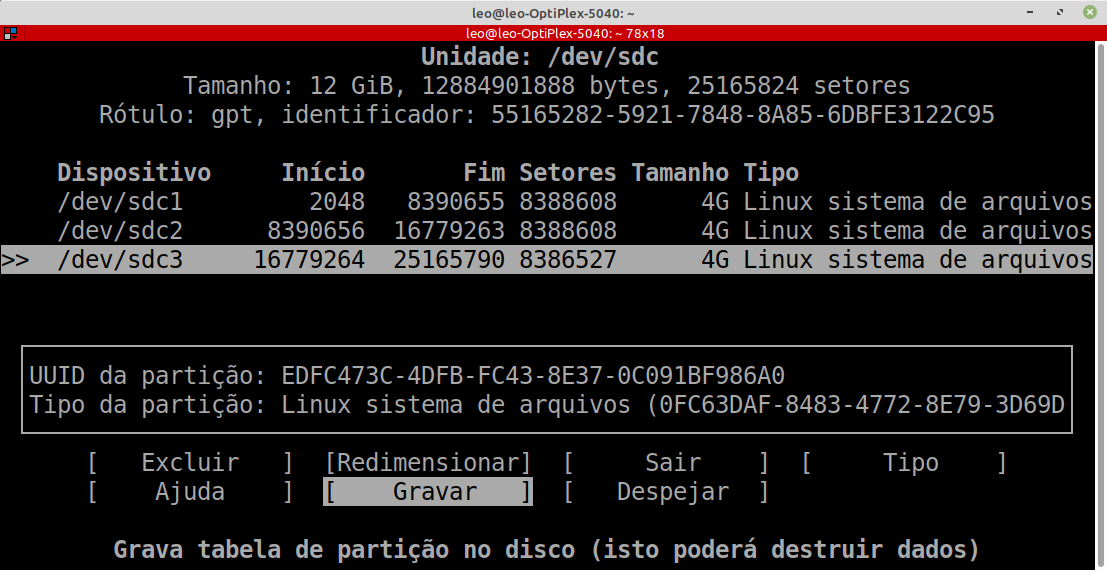 leo@leo-OptiPlex-5040: ~
leo@leo-OptiPlex-5040: ~ 78x18
Unidade: /dev/sdc
Tamanho: 12 GiB, 12884901888 bytes, 25165824 setores
Rótulo: gpt, identificador: 55165282-5921-7848-8A85-6DBFE3122C95
Dispositivo Início Fim Setores Tamanho Tipo
/dev/sdc1 2048 8390655 8388608 4G Linux sistema de arquivos
/dev/sdc2 8390656 16779263 8388608 4G Linux sistema de arquivos
>> /dev/sdc3 16779264 25165790 8386527 4G Linux sistema de arquivos
UUID da partição: EDFC473C-4DFB-FC43-8E37-0C091BF986A0
Tipo da partição: Linux sistema de arquivos (0FC63DAF-8483-4772-8E79-3D69D
[ Excluir ] [Redimensionar] [ Sair ] [ Tipo ]
[ Ajuda ] [ Gravar ] [ Despejar ]
Grava tabela de partição no disco (isto poderá destruir dados)